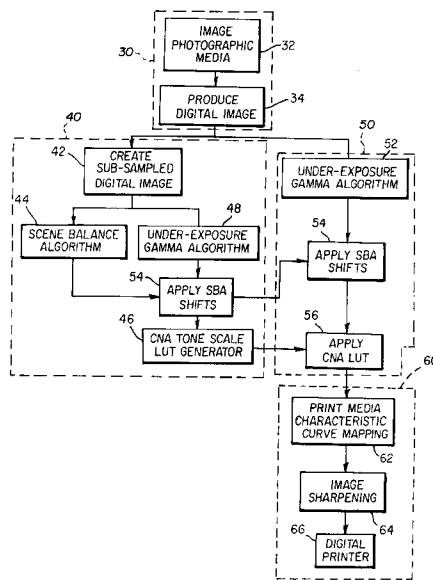 IMAGE
PHOTOGRAPHIC
MEDIA
32
30
34
PRODUCE
DIGITAL IMAGE
40
42
CREATE
SUB-SAMPLED
DIGITAL IMAGE
50
52
UNDER-EXPOSURE
GAMMA ALGORITHM
44
SCENE BALANCE
ALGORITHM
48
UNDER-EXPOSURE
GAMMA ALGORITHM
54
APPLY SBA
SHIFTS
54
APPLY SBA
SHIFTS
46
CNA TONE SCALE
LUT GENERATOR
56
APPLY
CNA LUT
60
PRINT MEDIA
CHARACTERISTIC
CURVE MAPPING
62
IMAGE
SHARPENING
64
66
DIGITAL
PRINTER